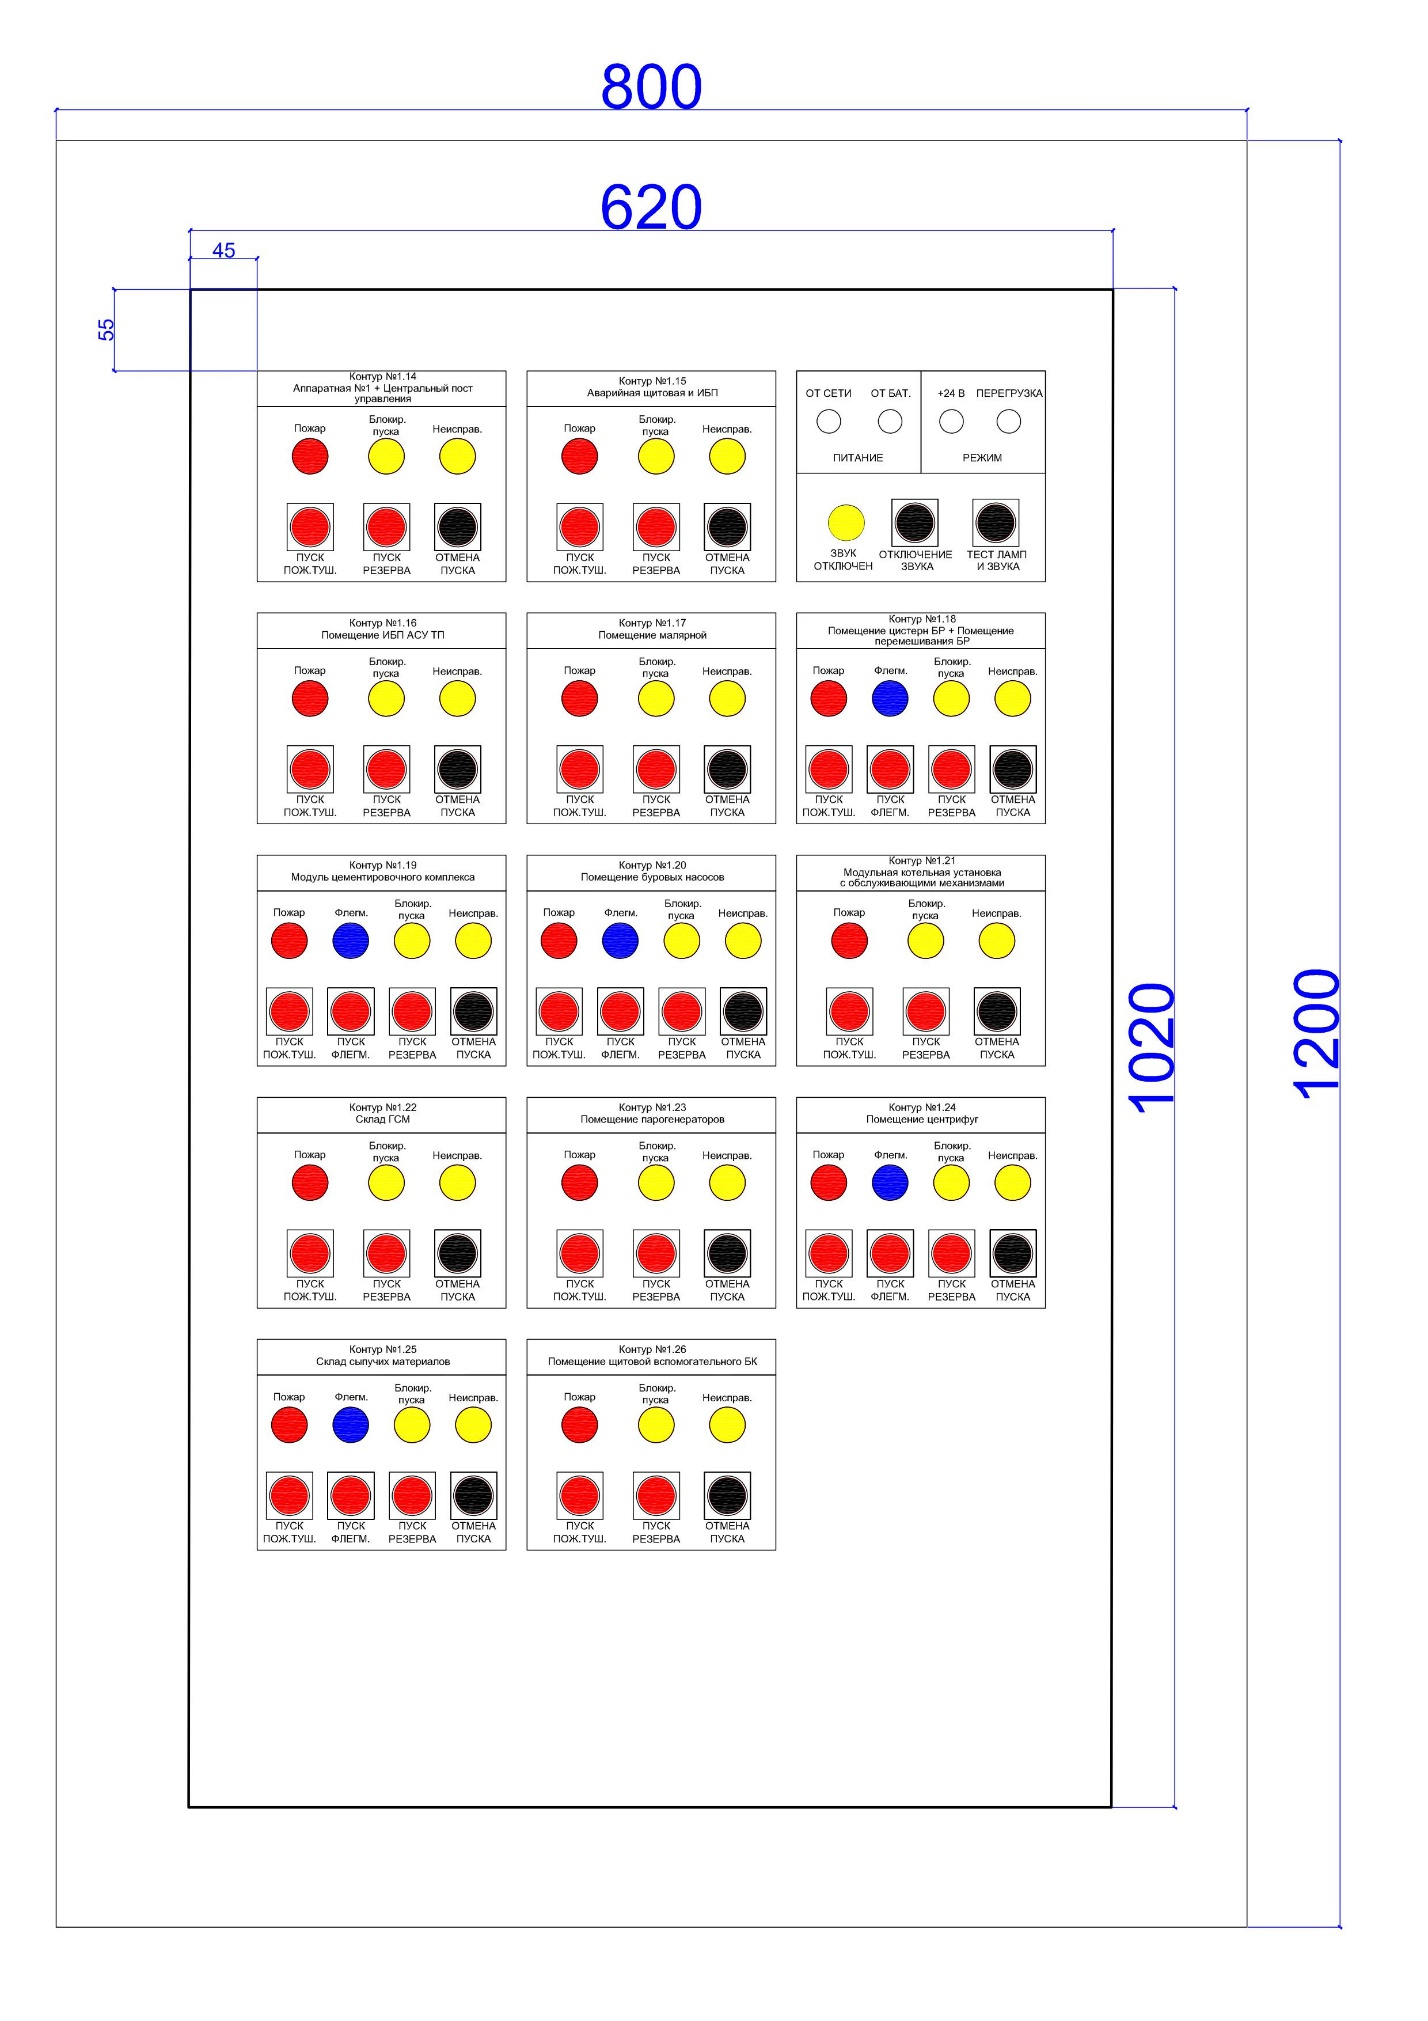 800
620
45
55
Контур №1.14
Аппаратная №1 + Центральный пост
управления
Пожар
Блокир.
пуска
Неисправ.
ПУСК
ПОЖ.ТУШ.
ПУСК
РЕЗЕРВА
ОТМЕНА
ПУСКА
Контур №1.15
Аварийная щитовая и ИБП
Пожар
Блокир.
пуска
Неисправ.
ПУСК
ПОЖ.ТУШ.
ПУСК
РЕЗЕРВА
ОТМЕНА
ПУСКА
ОТ СЕТИ
ОТ БАТ.
+24 В
ПЕРЕГРУЗКА
ПИТАНИЕ
РЕЖИМ
ЗВУК
ОТКЛЮЧЕН
ОТКЛЮЧЕНИЕ
ЗВУКА
ТЕСТ ЛАМП
И ЗВУКА
Контур №1.16
Помещение ИБП АСУ ТП
Пожар
Блокир.
пуска
Неисправ.
ПУСК
ПОЖ.ТУШ.
ПУСК
РЕЗЕРВА
ОТМЕНА
ПУСКА
Контур №1.17
Помещение малярной
Пожар
Блокир.
пуска
Неисправ.
ПУСК
ПОЖ.ТУШ.
ПУСК
РЕЗЕРВА
ОТМЕНА
ПУСКА
Контур №1.18
Помещение цистерн БР + Помещение
перемешивания БР
Пожар
Флегм.
Блокир.
пуска
Неисправ.
ПУСК
ПОЖ.ТУШ.
ПУСК
ФЛЕГМ.
ПУСК
РЕЗЕРВА
ОТМЕНА
ПУСКА
Контур №1.19
Модуль цементировочного комплекса
Пожар
Флегм.
Блокир.
пуска
Неисправ.
ПУСК
ПОЖ.ТУШ.
ПУСК
ФЛЕГМ.
ПУСК
РЕЗЕРВА
ОТМЕНА
ПУСКА
Контур №1.20
Помещение буровых насосов
Пожар
Флегм.
Блокир.
пуска
Неисправ.
ПУСК
ПОЖ.ТУШ.
ПУСК
ФЛЕГМ.
ПУСК
РЕЗЕРВА
ОТМЕНА
ПУСКА
Контур №1.21
Модульная котельная установка
с обслуживающими механизмами
Пожар
Блокир.
пуска
Неисправ.
ПУСК
ПОЖ.ТУШ.
ПУСК
РЕЗЕРВА
ОТМЕНА
ПУСКА
1020
1200
Контур №1.22
Склад ГСМ
Пожар
Блокир.
пуска
Неисправ.
ПУСК
ПОЖ.ТУШ.
ПУСК
РЕЗЕРВА
ОТМЕНА
ПУСКА
Контур №1.23
Помещение парогенераторов
Пожар
Блокир.
пуска
Неисправ.
ПУСК
ПОЖ.ТУШ.
ПУСК
РЕЗЕРВА
ОТМЕНА
ПУСКА
Контур №1.24
Помещение центрифуг
Пожар
Флегм.
Блокир.
пуска
Неисправ.
ПУСК
ПОЖ.ТУШ.
ПУСК
ФЛЕГМ.
ПУСК
РЕЗЕРВА
ОТМЕНА
ПУСКА
Контур №1.25
Склад сыпучих материалов
Пожар
Флегм.
Блокир.
пуска
Неисправ.
ПУСК
ПОЖ.ТУШ.
ПУСК
ФЛЕГМ.
ПУСК
РЕЗЕРВА
ОТМЕНА
ПУСКА
Контур №1.26
Помещение щитовой вспомогательного БК
Пожар
Блокир.
пуска
Неисправ.
ПУСК
ПОЖ.ТУШ.
ПУСК
РЕЗЕРВА
ОТМЕНА
ПУСКА